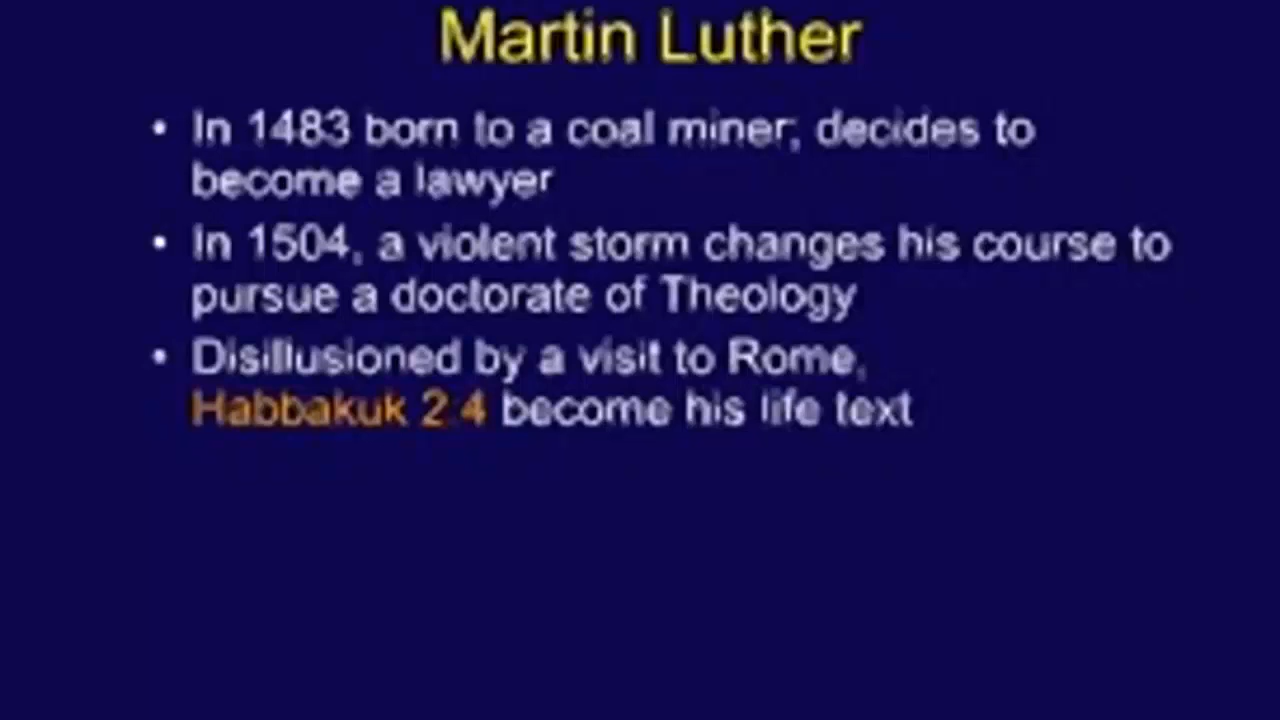 Martin Luther
• In 1483 born to a coal miner; decides to
become a lawyer
• In 1504, a violent storm changes his course to
pursue a doctorate of Theology
• Disillusioned by a visit to Rome,
Habbakuk 2:4 become his life text